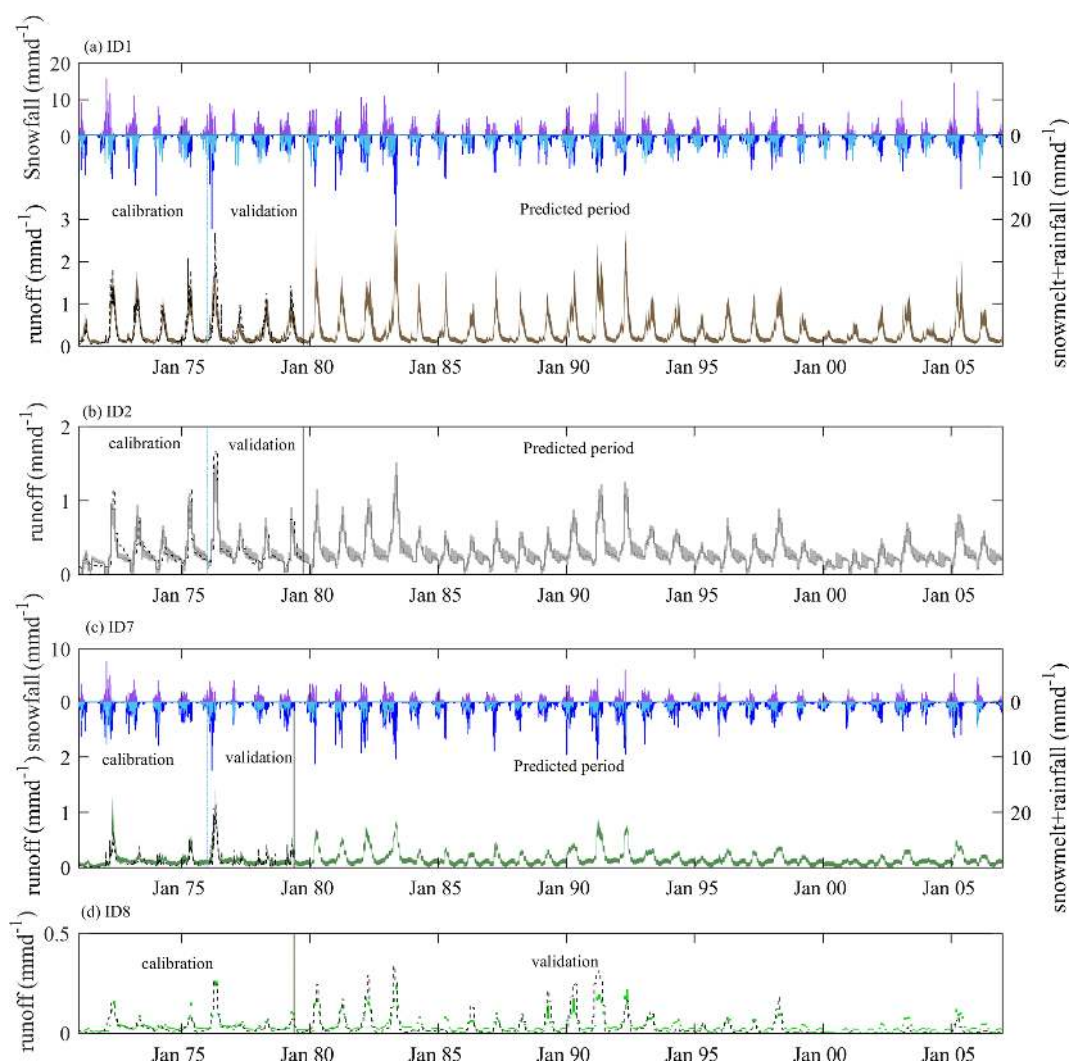 (a) ID1
Snowfall (mmd⁻¹)
20
10
0
0
10
20
snowmelt+rainfall (mmd⁻¹)
calibration validation Predicted period
runoff (mmd⁻¹)
3
2
1
0
Jan 75 Jan 80 Jan 85 Jan 90 Jan 95 Jan 00 Jan 05
(b) ID2
runoff (mmd⁻¹)
2
1
0
calibration validation Predicted period
Jan 75 Jan 80 Jan 85 Jan 90 Jan 95 Jan 00 Jan 05
(c) ID7
snowfall (mmd⁻¹)
10
0
0
10
20
snowmelt+rainfall (mmd⁻¹)
calibration validation Predicted period
runoff (mmd⁻¹)
2
1
0
Jan 75 Jan 80 Jan 85 Jan 90 Jan 95 Jan 00 Jan 05
(d) ID8
runoff (mmd⁻¹)
0.5
0
calibration validation
Jan 75 Jan 80 Jan 85 Jan 90 Jan 95 Jan 00 Jan 05